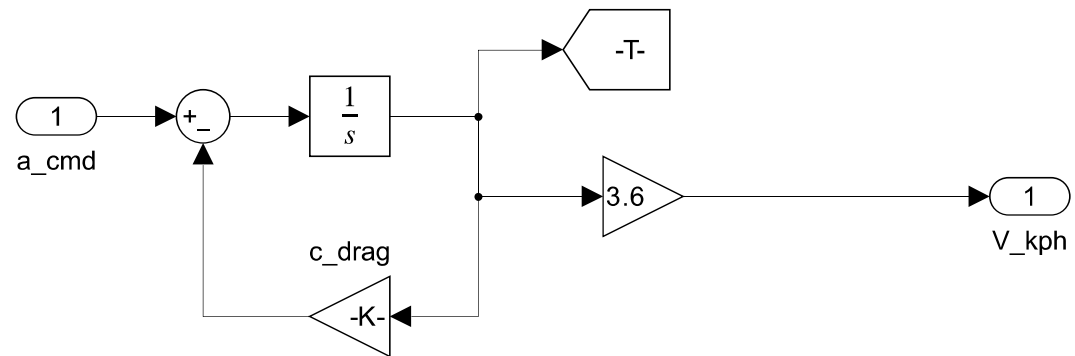 -T-
1
a_cmd
+
_
1
s
3.6
1
V_kph
c_drag
-K-